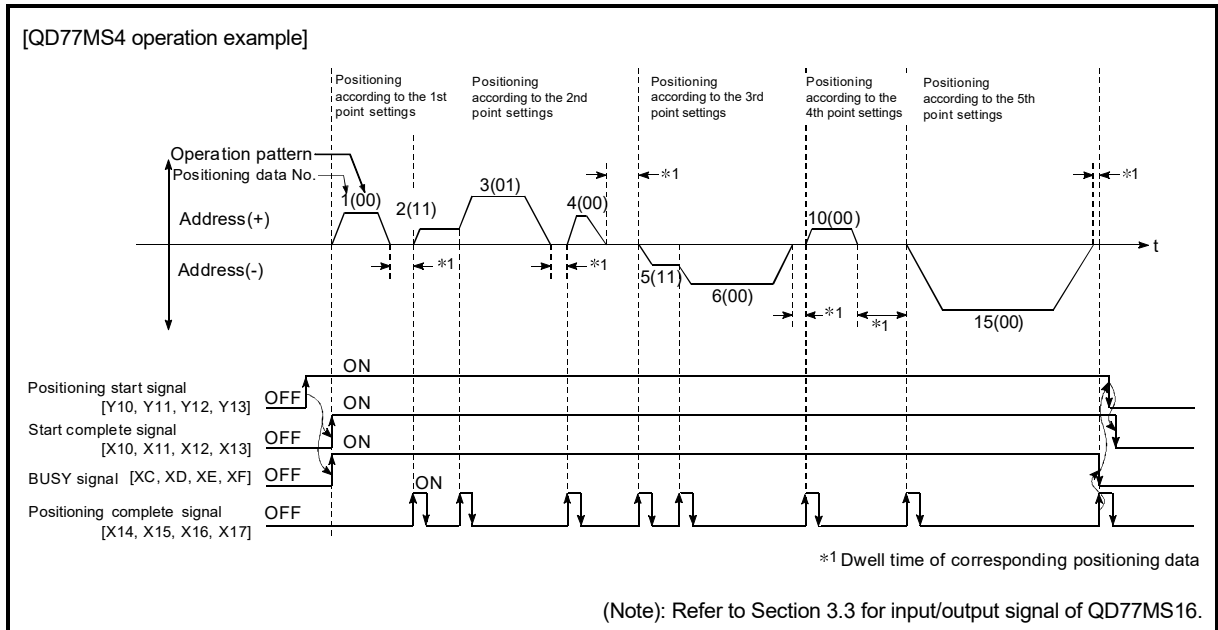 [QD77MS4 operation example]
Positioning
according to the 1st
point settings
Positioning
according to the 2nd
point settings
Positioning
according to the 3rd
point settings
Positioning
according to the
4th point settings
Positioning
according to the 5th
point settings
Operation pattern
Positioning data No.
1(00)
2(11)
3(01)
4(00)
*1
*1
10(00)
Address(+)
t
Address(-)
*1
*1
5(11)
6(00)
*1
*1
15(00)
ON
Positioning start signal
[Y10, Y11, Y12, Y13]
OFF
ON
Start complete signal
[X10, X11, X12, X13]
OFF
ON
BUSY signal [XC, XD, XE, XF]
OFF
ON
Positioning complete signal
[X14, X15, X16, X17]
OFF
*1 Dwell time of corresponding positioning data
(Note): Refer to Section 3.3 for input/output signal of QD77MS16.